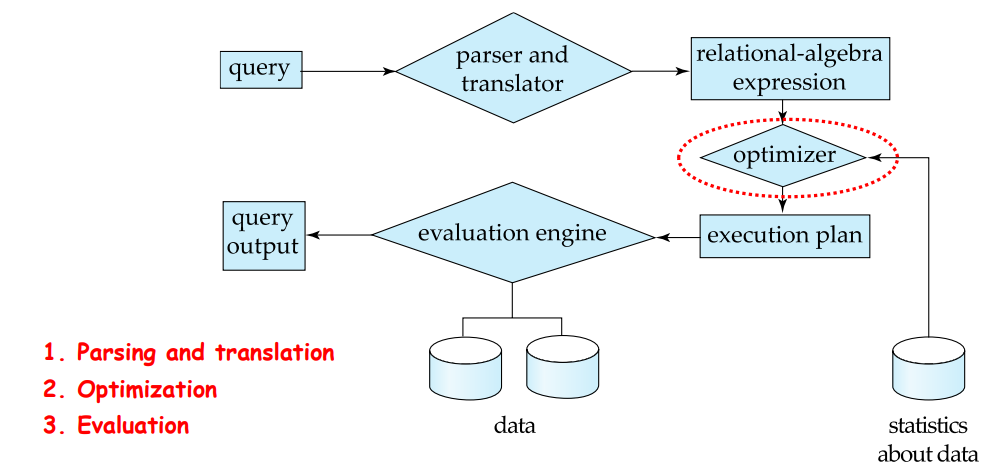 query
parser and
translator
relational-algebra
expression
optimizer
query
output
evaluation engine
execution plan
1. Parsing and translation
2. Optimization
3. Evaluation
data
statistics
about data